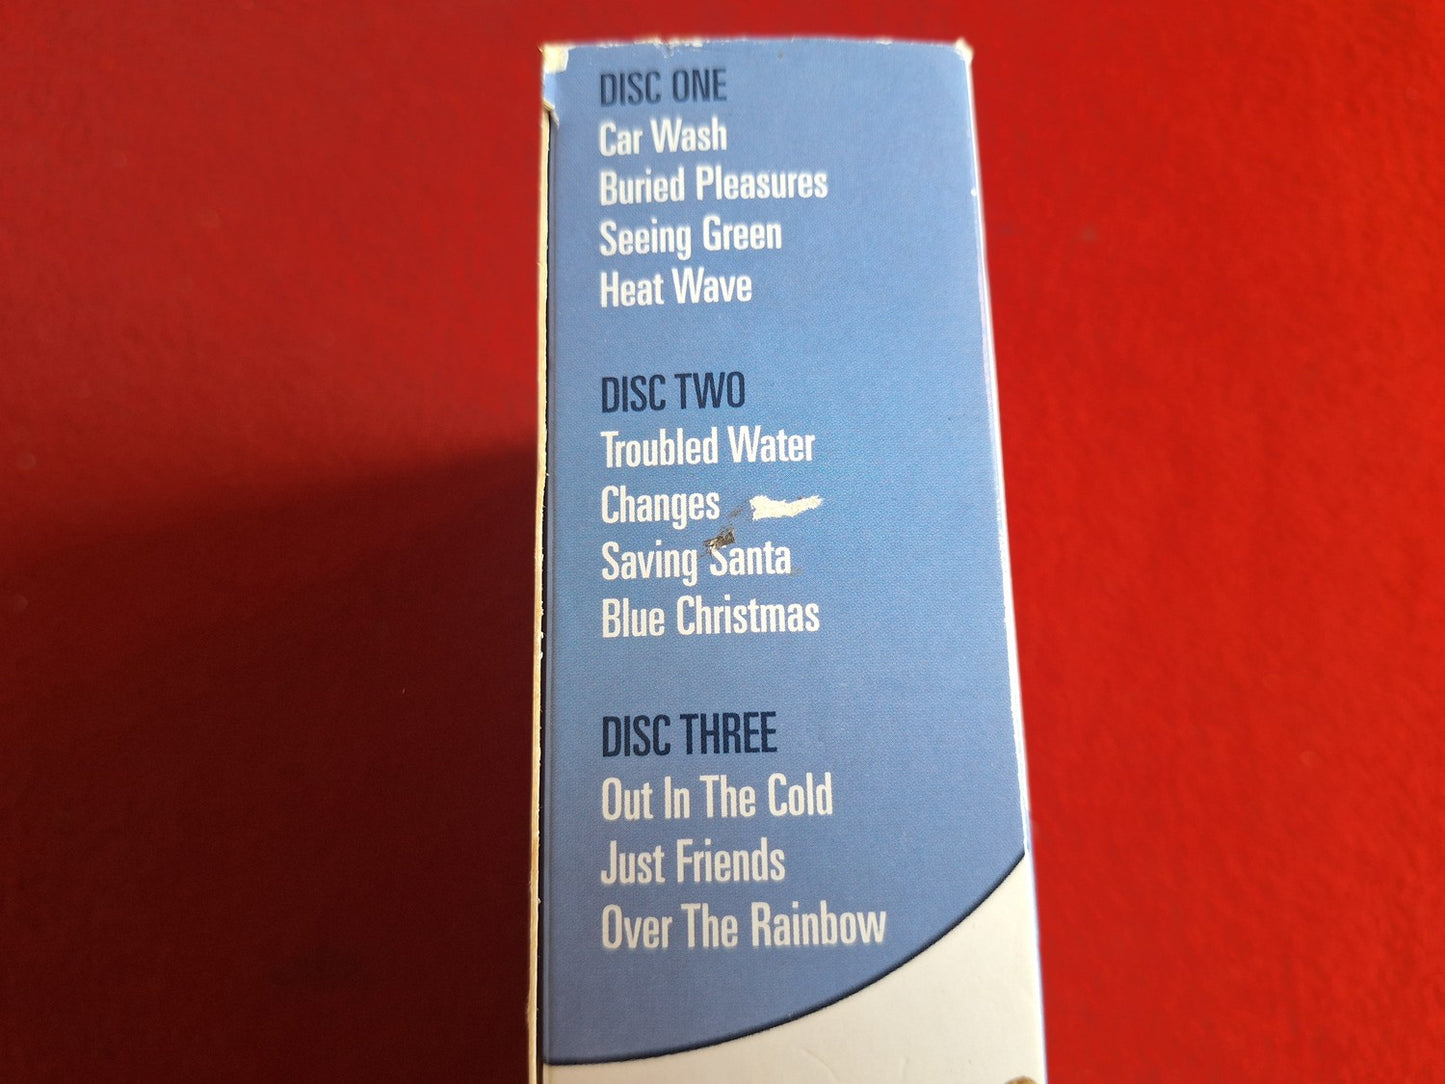 DISC ONE
Car Wash
Buried Pleasures
Seeing Green
Heat Wave
DISC TWO
Troubled Water
Changes
Saving Santa
Blue Christmas
DISC THREE
Out In The Cold
Just Friends
Over The Rainbow